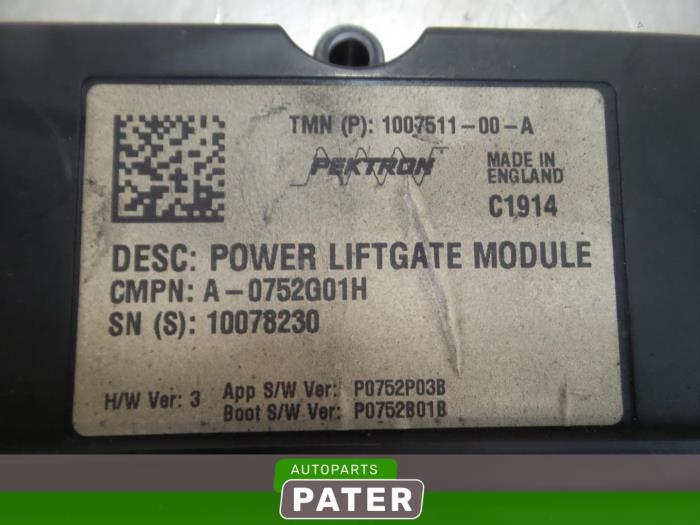 TMN (P): 1007511-00-A
PEKTRON
MADE IN
ENGLAND
C1914
DESC: POWER LIFTGATE MODULE
CMPN: A-0752G01H
SN (S): 10078230
H/W Ver: 3 App S/W Ver: P0752P03B
Boot S/W Ver: P0752B01B
AUTOPARTS
PATER